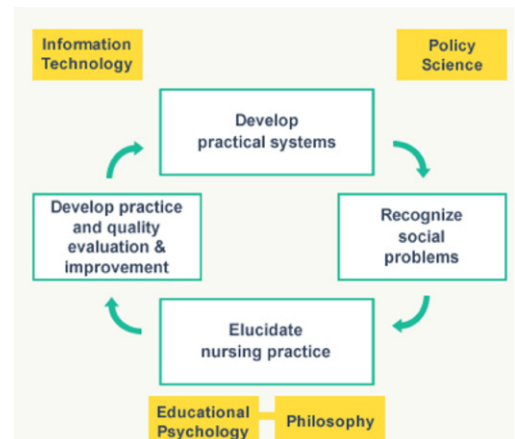 Information
Technology
Policy
Science
Develop
practical systems
Develop practice
and quality
evaluation &
improvement
Recognize
social
problems
Elucidate
nursing practice
Educational
Psychology
Philosophy